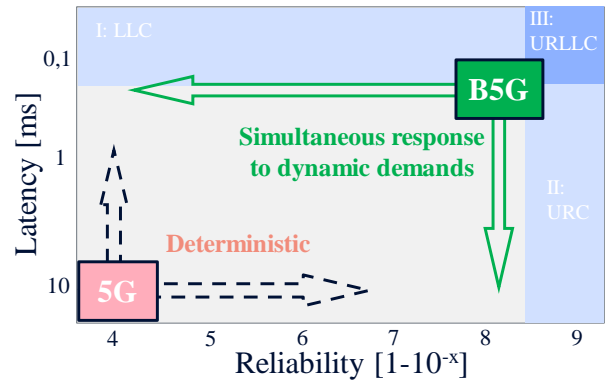 I: LLC
III:
URLLC
0,1
B5G
Simultaneous response
to dynamic demands
1
Latency [ms]
II:
URC
Deterministic
10
5G
4 5 6 7 8 9
Reliability [1-10-x]